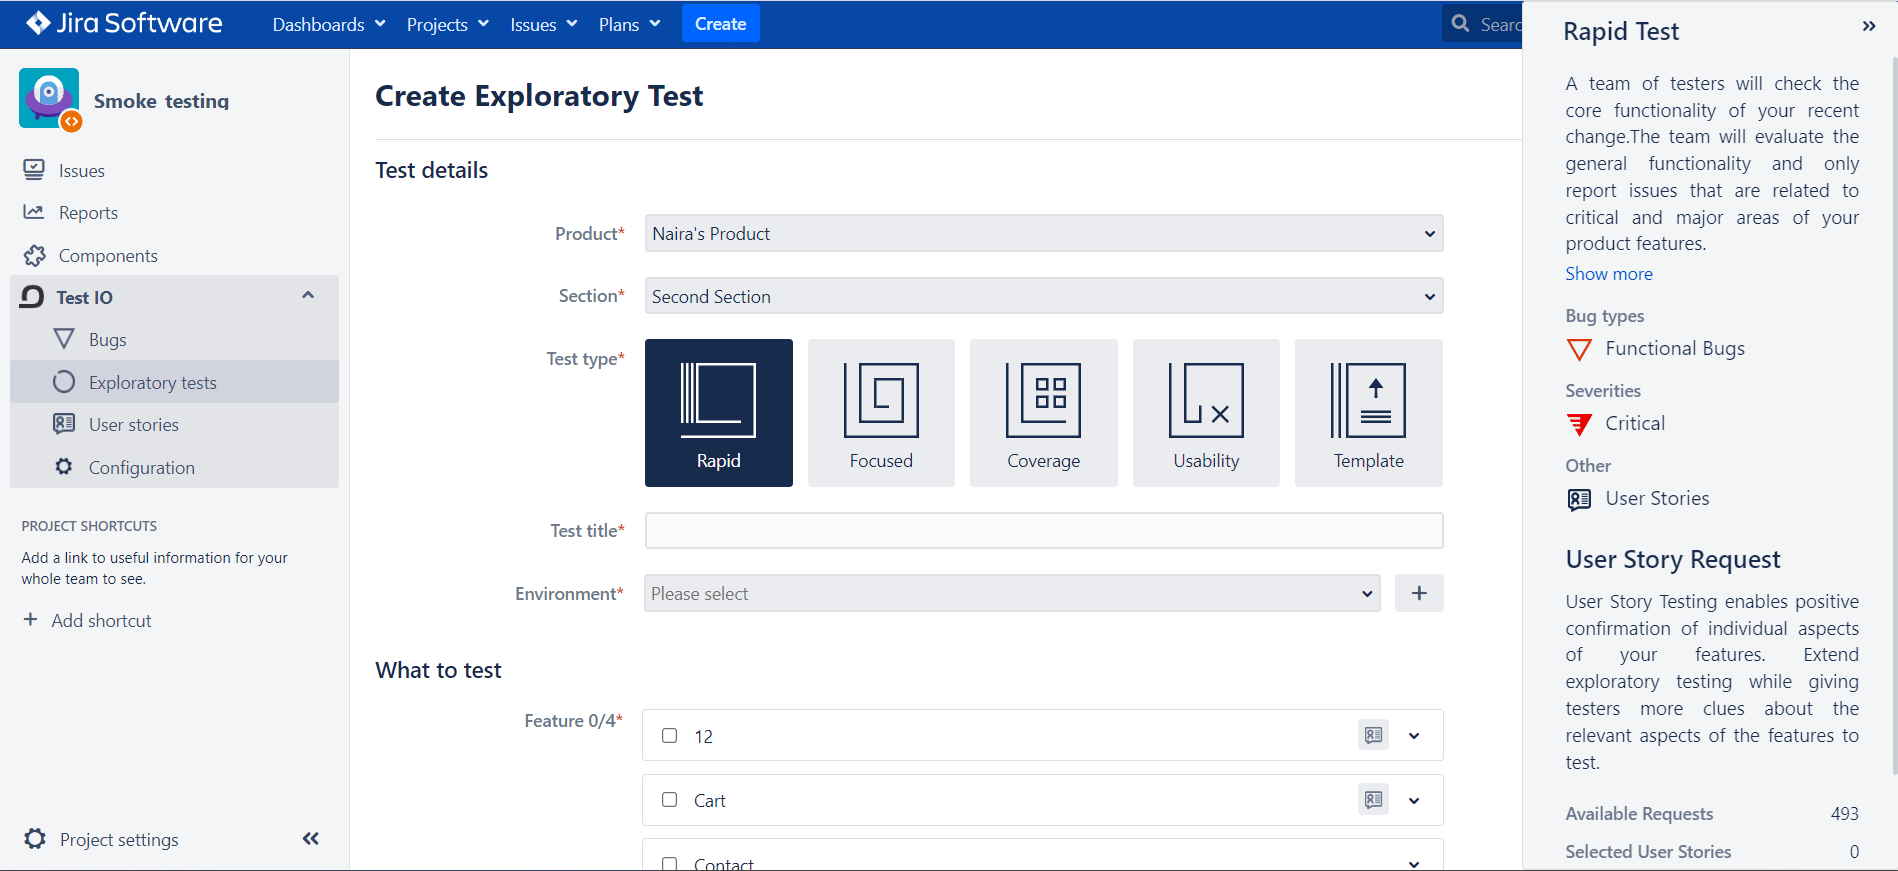 Jira Software
Dashboards
Projects
Issues
Plans
Create
Smoke testing
Issues
Reports
Components
Test IO
Bugs
Exploratory tests
User stories
Configuration
PROJECT SHORTCUTS
Add a link to useful information for your
whole team to see.
Add shortcut
Project settings
Create Exploratory Test
Test details
Product*
Naira's Product
Section*
Second Section
Test type*
Rapid
Focused
Coverage
Usability
Template
Test title*
Environment*
Please select
+
What to test
Feature 0/4*
12
Cart
Contact
Rapid Test
A team of testers will check the
core functionality of your recent
change.The team will evaluate the
general functionality and only
report issues that are related to
critical and major areas of your
product features.
Show more
Bug types
Functional Bugs
Severities
Critical
Other
User Stories
User Story Request
User Story Testing enables positive
confirmation of individual aspects
of your features. Extend
exploratory testing while giving
testers more clues about the
relevant aspects of the features to
test.
Available Requests 493
Selected User Stories 0